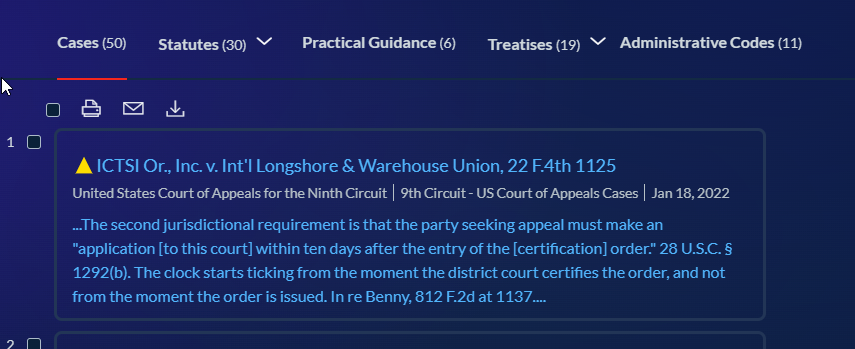 Cases (50) Statutes (30) Practical Guidance (6) Treatises (19) Administrative Codes (11)
1
ICTSI Or., Inc. v. Int'l Longshore & Warehouse Union, 22 F.4th 1125
United States Court of Appeals for the Ninth Circuit | 9th Circuit - US Court of Appeals Cases | Jan 18, 2022
...The second jurisdictional requirement is that the party seeking appeal must make an
"application [to this court] within ten days after the entry of the [certification] order." 28 U.S.C. §
1292(b). The clock starts ticking from the moment the district court certifies the order, and not
from the moment the order is issued. In re Benny, 812 F.2d at 1137....
2